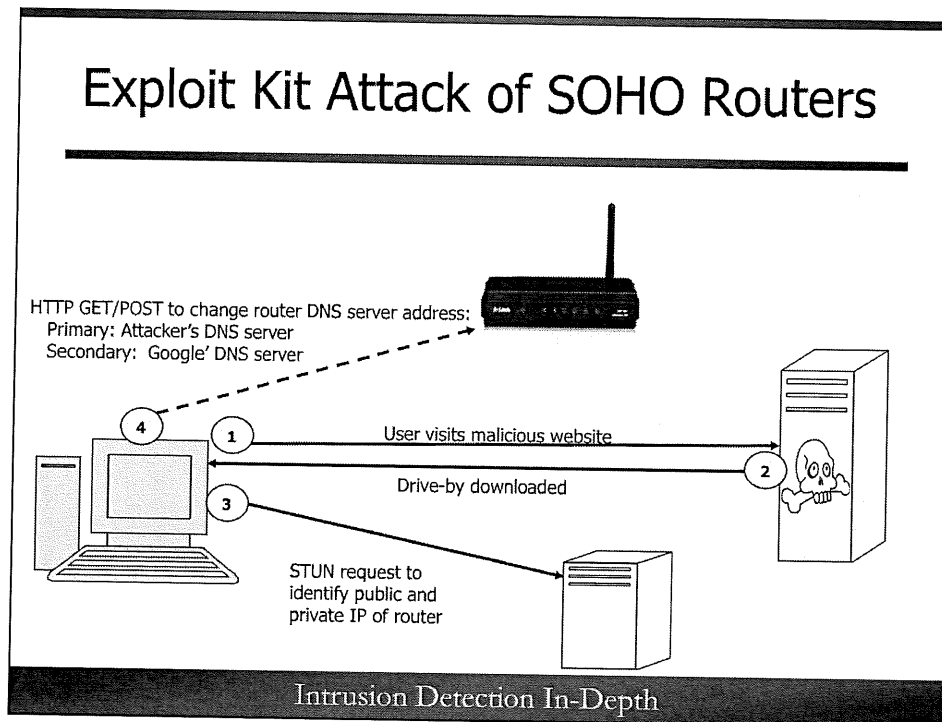 Exploit Kit Attack of SOHO Routers
HTTP GET/POST to change router DNS server address:
Primary: Attacker's DNS server
Secondary: Google' DNS server
4
1
User visits malicious website
2
Drive-by downloaded
3
STUN request to
identify public and
private IP of router
Intrusion Detection In-Depth